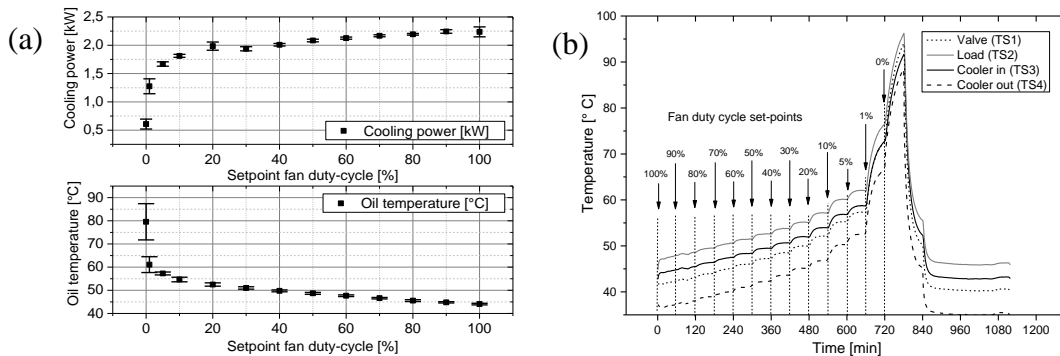 (a)
Cooling power [kW]
2,5
2,0
1,5
1,0
0,5
0 20 40 60 80 100
Cooling power [kW]
Setpoint fan duty-cycle [%]
Oil temperature [°C]
90
80
70
60
50
40
Oil temperature [°C]
0 20 40 60 80 100
Setpoint fan duty-cycle [%]
(b)
Temperature [° C]
100
90
80
70
60
50
40
Valve (TS1)
Load (TS2)
Cooler in (TS3)
Cooler out (TS4)
Fan duty cycle set-points
100%
90%
80%
70%
60%
50%
40%
30%
20%
10%
5%
1%
0%
0 120 240 360 480 600 720 840 960 1080
Time [min]